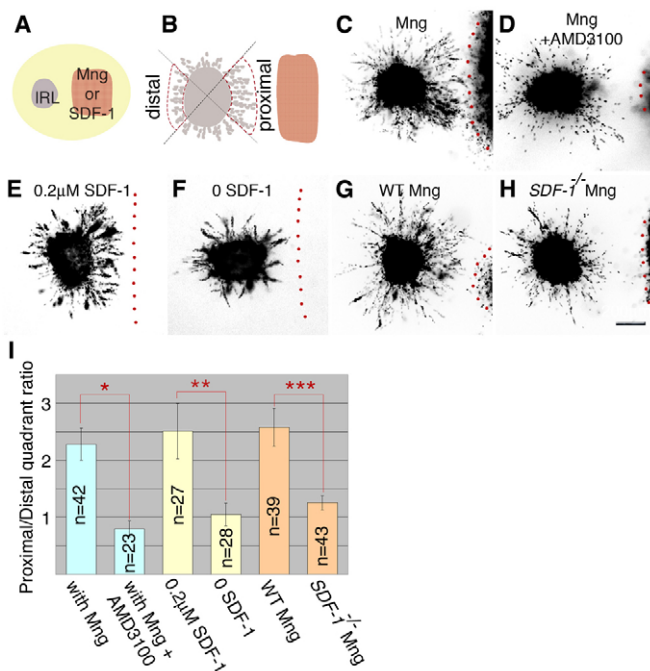 A
B
C
D
Mng
Mng
+AMD3100
IRL
Mng
or
SDF-1
distal
proximal
E
0.2μM SDF-1
F
0 SDF-1
G
WT Mng
H
SDF-1-/- Mng
I
Proximal/Distal quadrant ratio
3
2
1
*
**
***
n=42
n=23
n=27
n=28
n=39
n=43
with Mng
with Mng +
AMD3100
0.2μM SDF-1
0 SDF-1
WT Mng
SDF-1-/- Mng